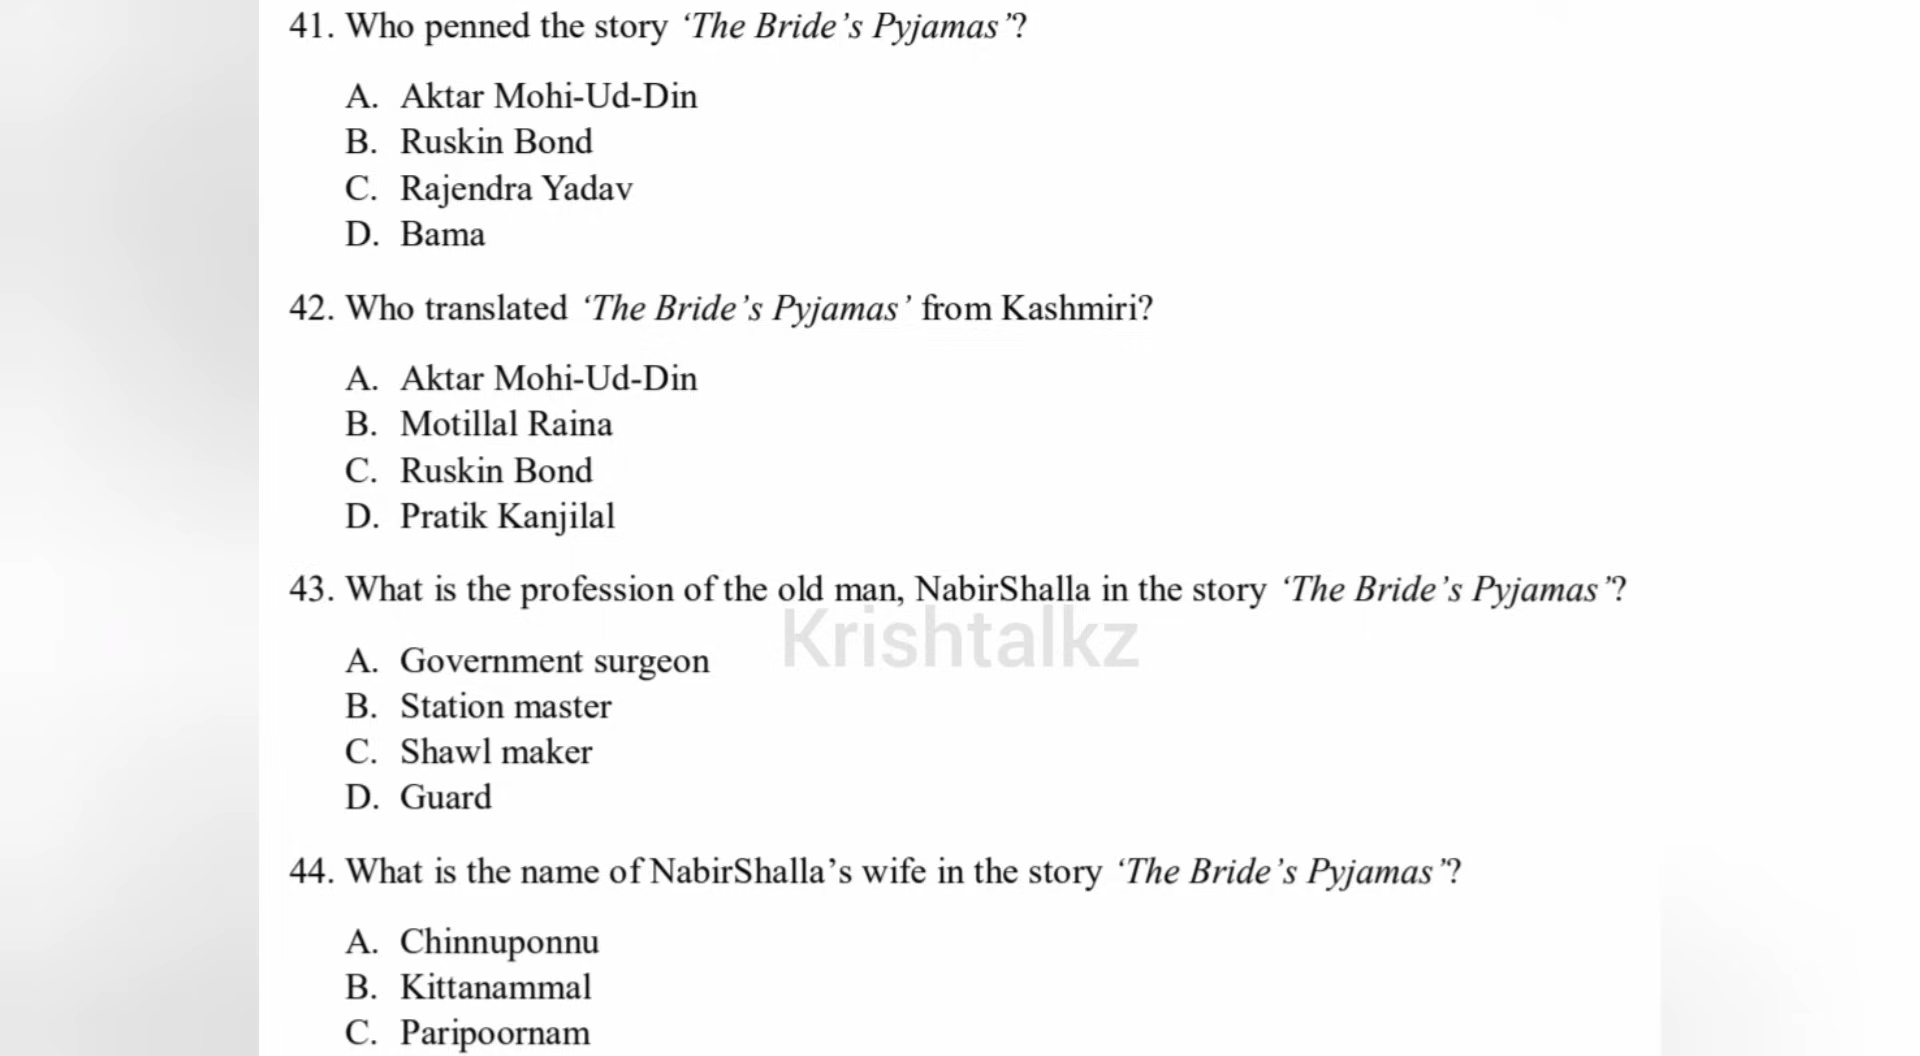 41. Who penned the story ‘The Bride’s Pyjamas’?
A. Aktar Mohi-Ud-Din
B. Ruskin Bond
C. Rajendra Yadav
D. Bama
42. Who translated ‘The Bride’s Pyjamas’ from Kashmiri?
A. Aktar Mohi-Ud-Din
B. Motillal Raina
C. Ruskin Bond
D. Pratik Kanjilal
43. What is the profession of the old man, NabirShalla in the story ‘The Bride’s Pyjamas’?
Krishtalkz
A. Government surgeon
B. Station master
C. Shawl maker
D. Guard
44. What is the name of NabirShalla’s wife in the story ‘The Bride’s Pyjamas’?
A. Chinnuponnu
B. Kittanammal
C. Paripoornam